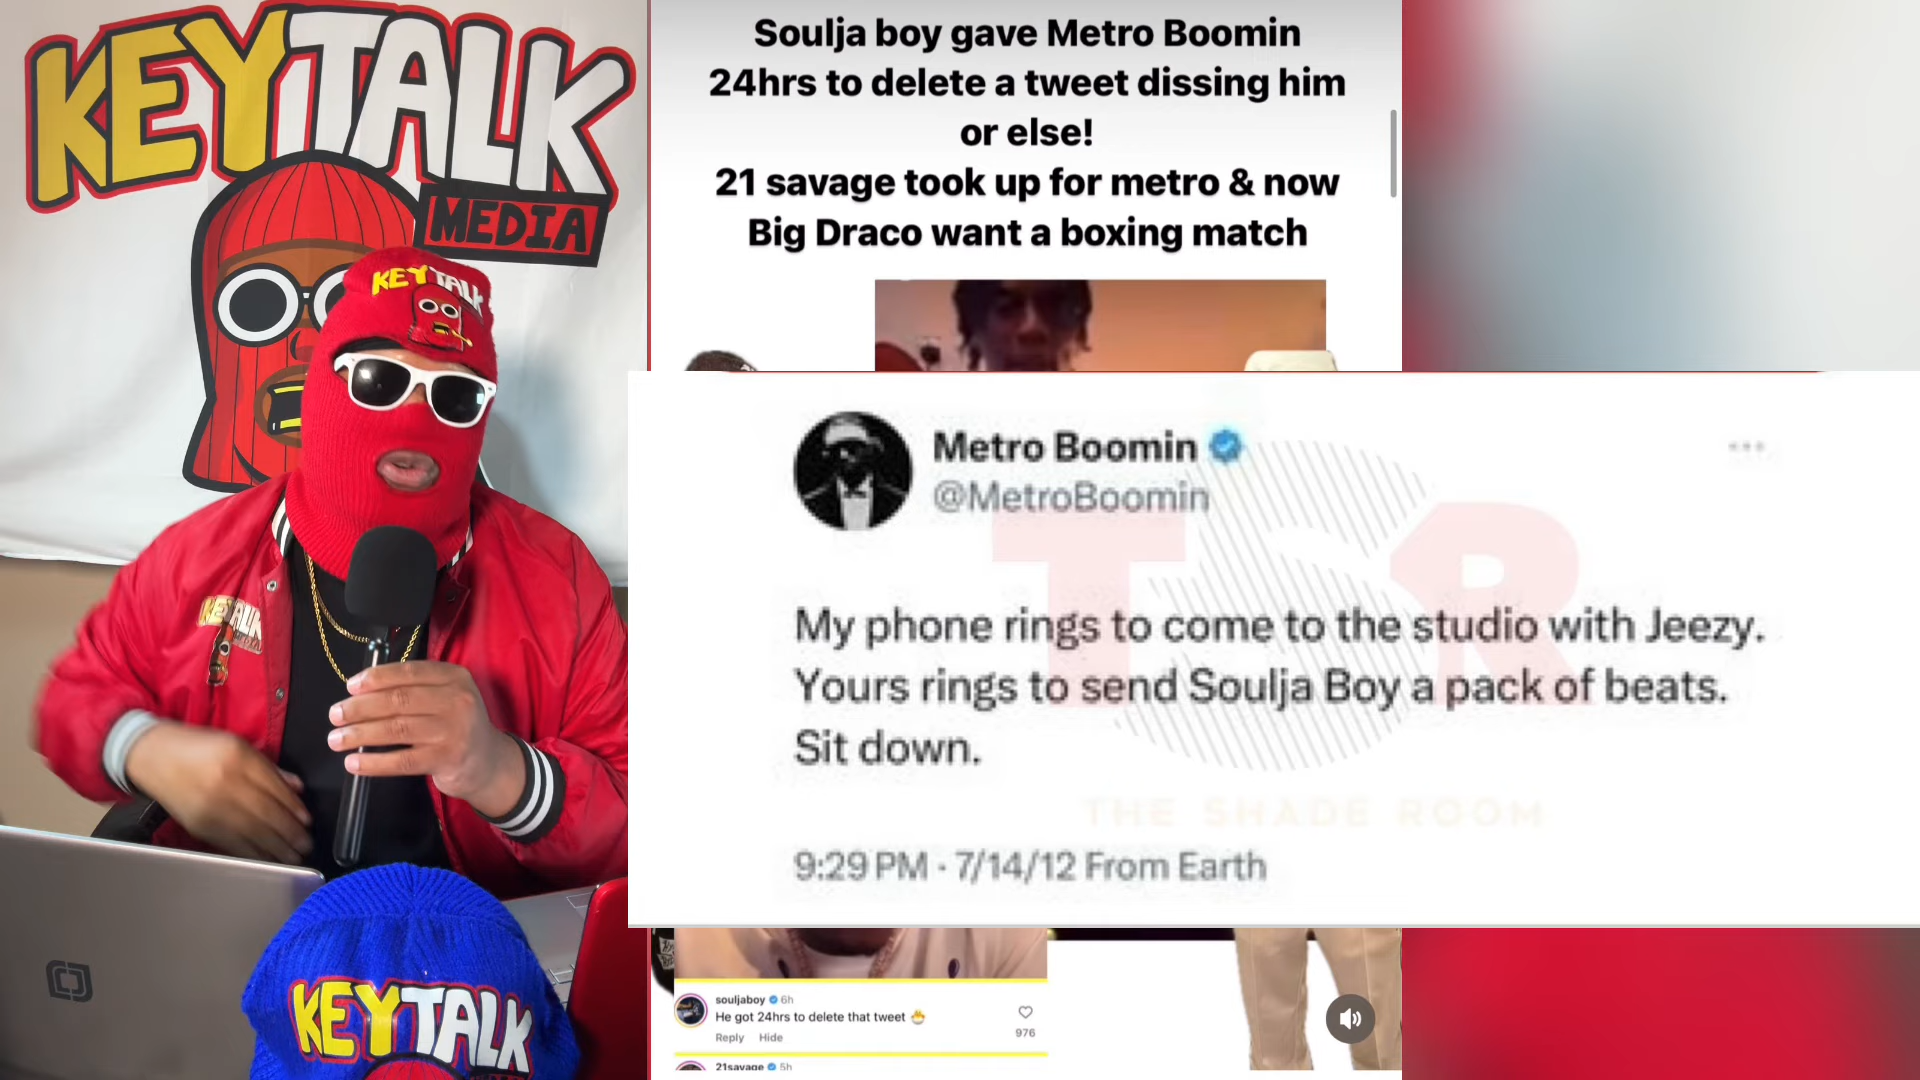 KEYTALK
MEDIA
KEYTALK
KEYTALK
KEYTALK
Soulja boy gave Metro Boomin
24hrs to delete a tweet dissing him
or else!
21 savage took up for metro & now
Big Draco want a boxing match
Metro Boomin
@MetroBoomin
TSR
My phone rings to come to the studio with Jeezy.
Yours rings to send Soulja Boy a pack of beats.
Sit down.
THE SHADE ROOM
9:29 PM · 7/14/12 From Earth
souljaboy 6h
He got 24hrs to delete that tweet
976
Reply Hide
21savage 5h